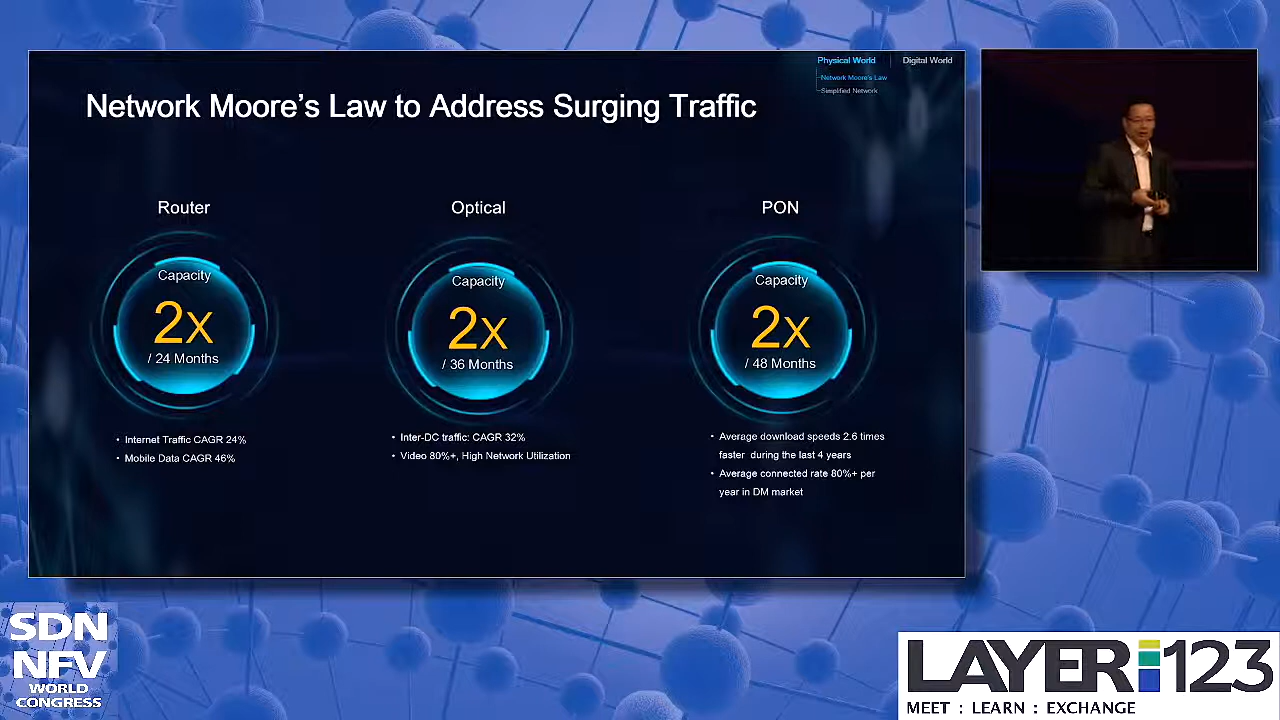 Physical World
Digital World
Network Moore's Law
Simplified Network
Network Moore's Law to Address Surging Traffic
Router
Capacity
2x
/ 24 Months
• Internet Traffic CAGR 24%
• Mobile Data CAGR 46%
Optical
Capacity
2x
/ 36 Months
• Inter-DC traffic: CAGR 32%
• Video 80%+, High Network Utilization
PON
Capacity
2x
/ 48 Months
• Average download speeds 2.6 times
faster during the last 4 years
• Average connected rate 80%+ per
year in DM market
SDN
NFV
WORLD
CONGRESS
LAYER 123
MEET : LEARN : EXCHANGE